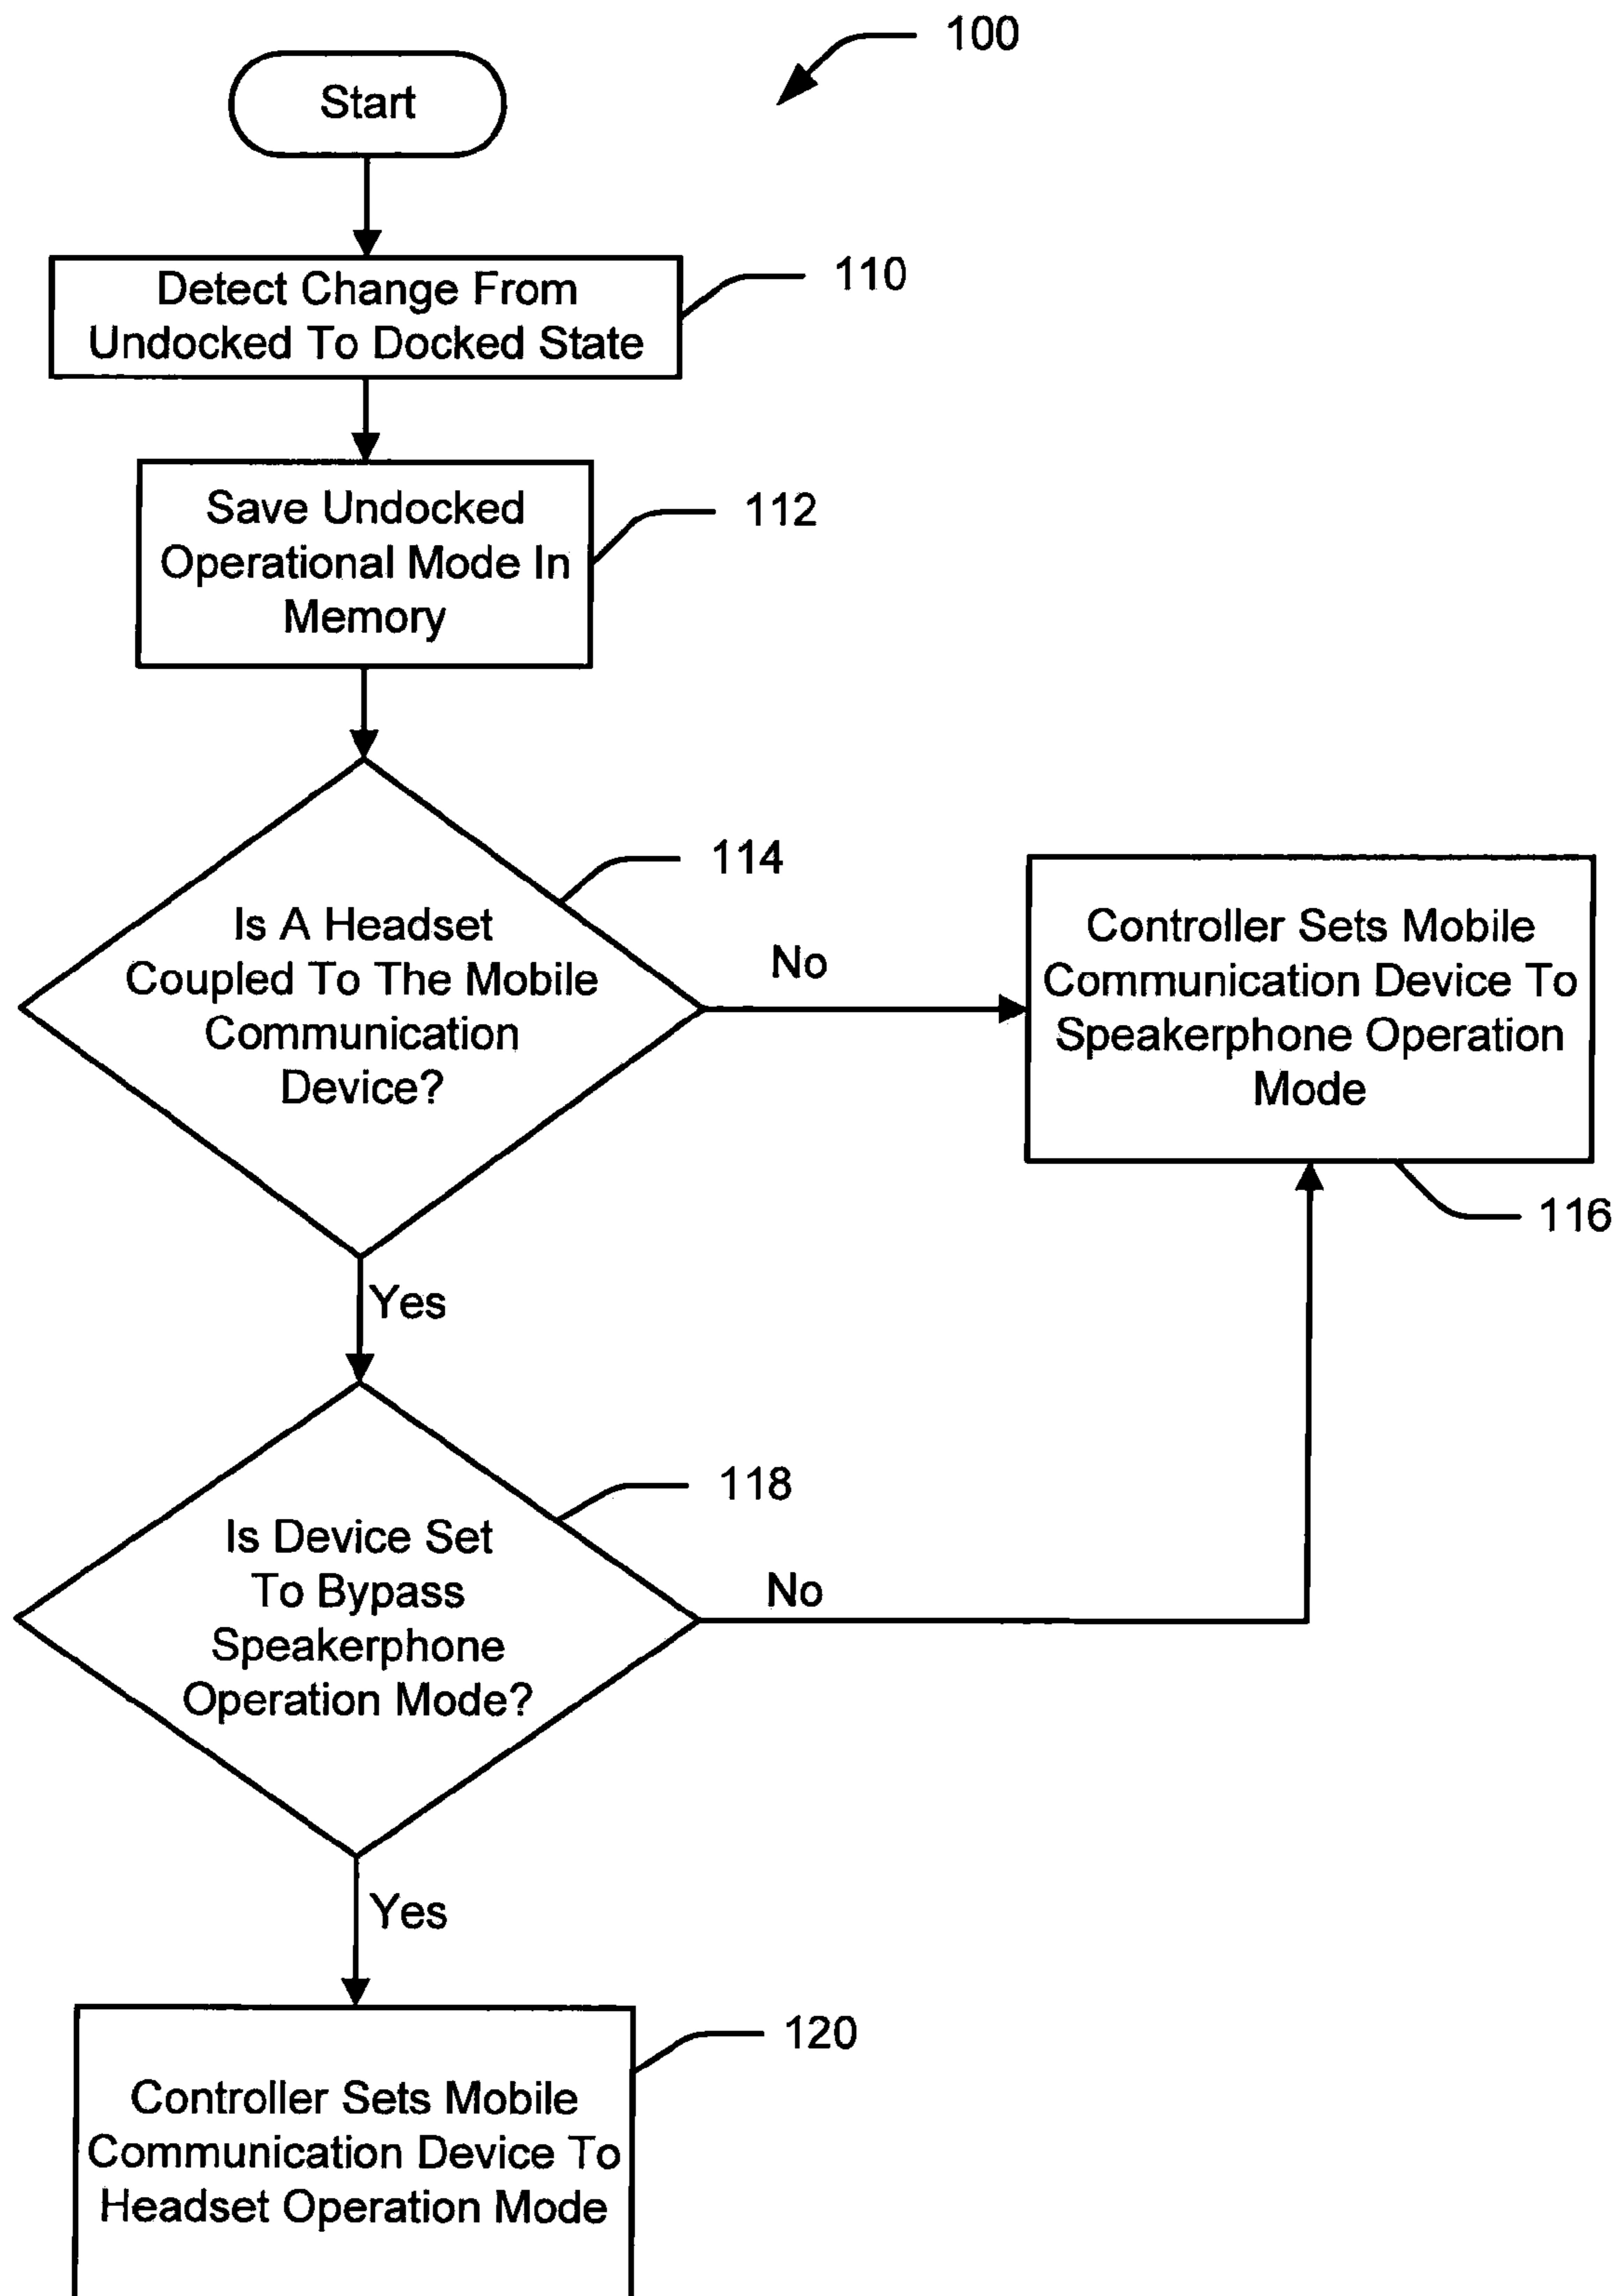 100
Start
Detect Change From
Undocked To Docked State
110
Save Undocked
Operational Mode In
Memory
112
114
Is A Headset
Coupled To The Mobile
Communication
Device?
No
Controller Sets Mobile
Communication Device To
Speakerphone Operation
Mode
116
Yes
118
Is Device Set
To Bypass
Speakerphone
Operation Mode?
No
Yes
120
Controller Sets Mobile
Communication Device To
Headset Operation Mode